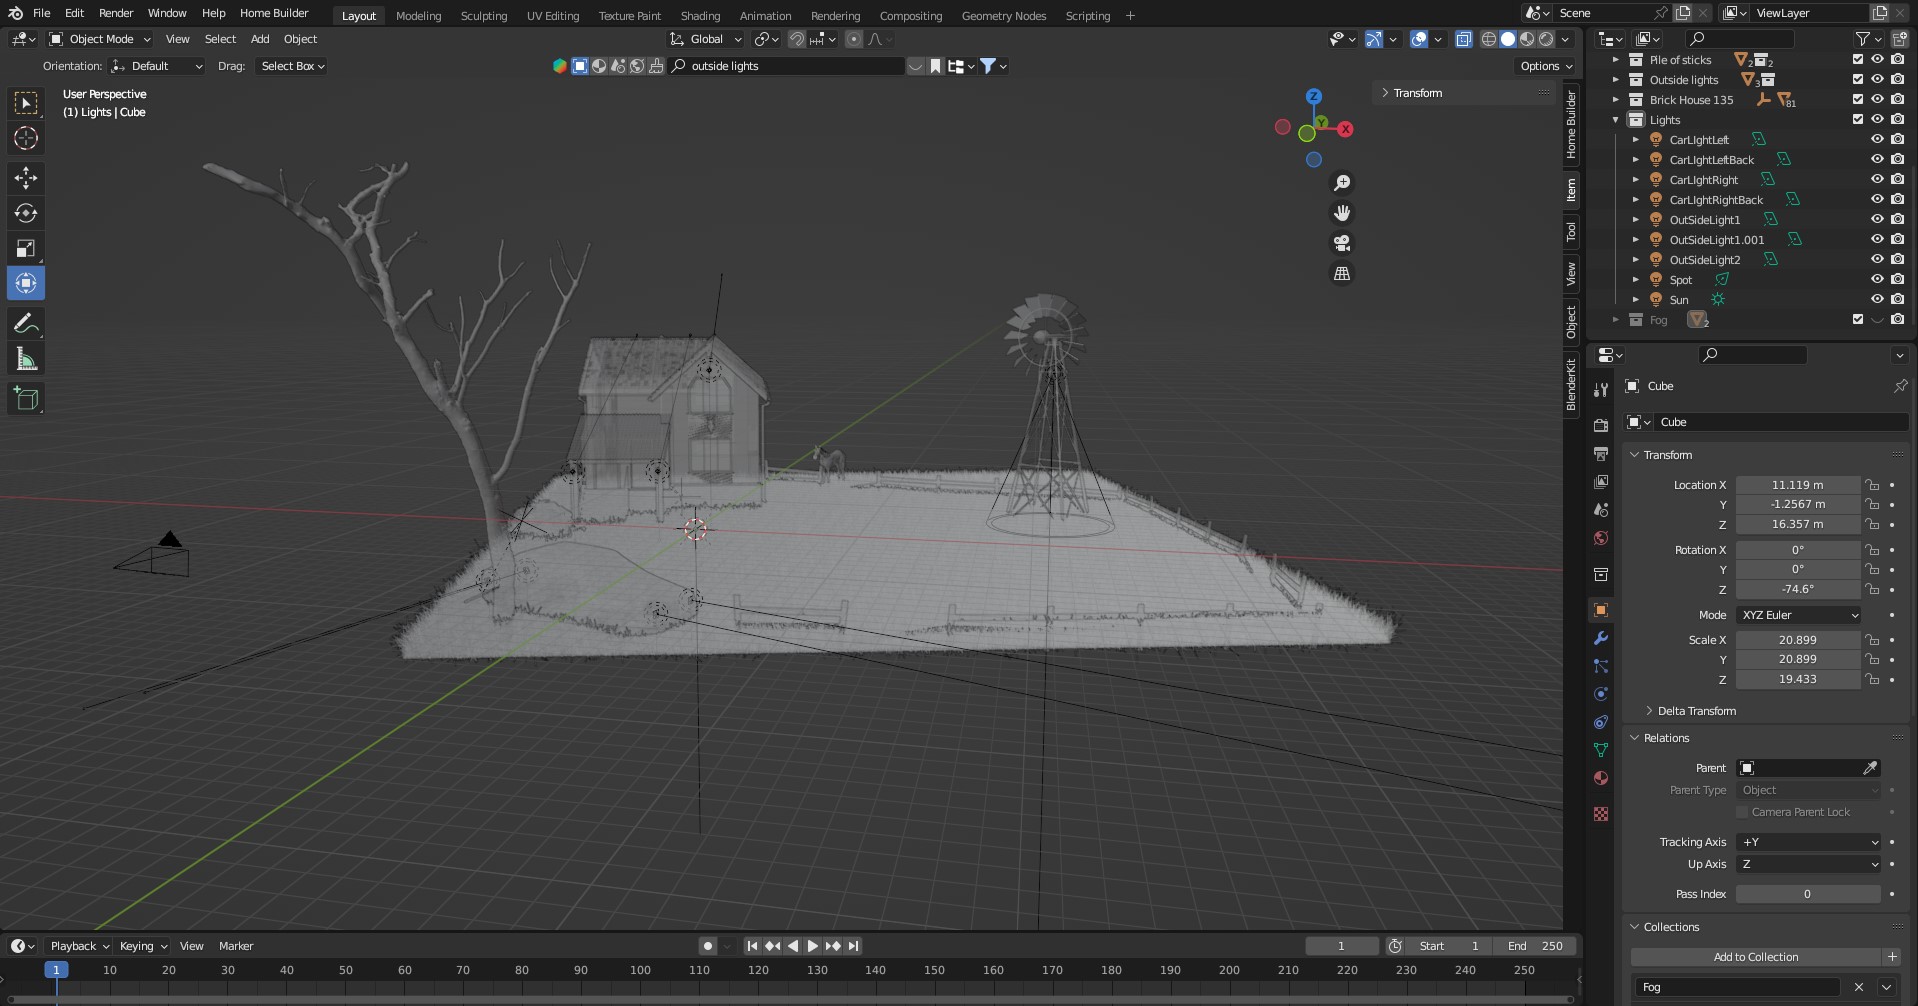 File Edit Render Window Help Home Builder Layout Modeling Sculpting UV Editing Texture Paint Shading Animation Rendering Compositing Geometry Nodes Scripting + Scene ViewLayer
Object Mode View Select Add Object Global
Orientation: Default Drag: Select Box outside lights Options
User Perspective
(1) Lights | Cube
Transform
Z
Y
X
Home Builder
Item
Tool
View
Object
BlenderKit
Pile of sticks 2 2
Outside lights 3
Brick House 135 81
Lights
CarLIghtLeft
CarLIghtLeftBack
CarLIghtRight
CarLIghtRightBack
OutSideLight1
OutSideLight1.001
OutSideLight2
Spot
Sun
Fog 2
Cube
Cube
Transform
Location X 11.119 m
Y -1.2567 m
Z 16.357 m
Rotation X 0°
Y 0°
Z -74.6°
Mode XYZ Euler
Scale X 20.899
Y 20.899
Z 19.433
Delta Transform
Relations
Parent
Parent Type Object
Camera Parent Lock
Tracking Axis +Y
Up Axis Z
Pass Index 0
Collections
Add to Collection +
Fog
Playback Keying View Marker 1 Start 1 End 250
1 10 20 30 40 50 60 70 80 90 100 110 120 130 140 150 160 170 180 190 200 210 220 230 240 250